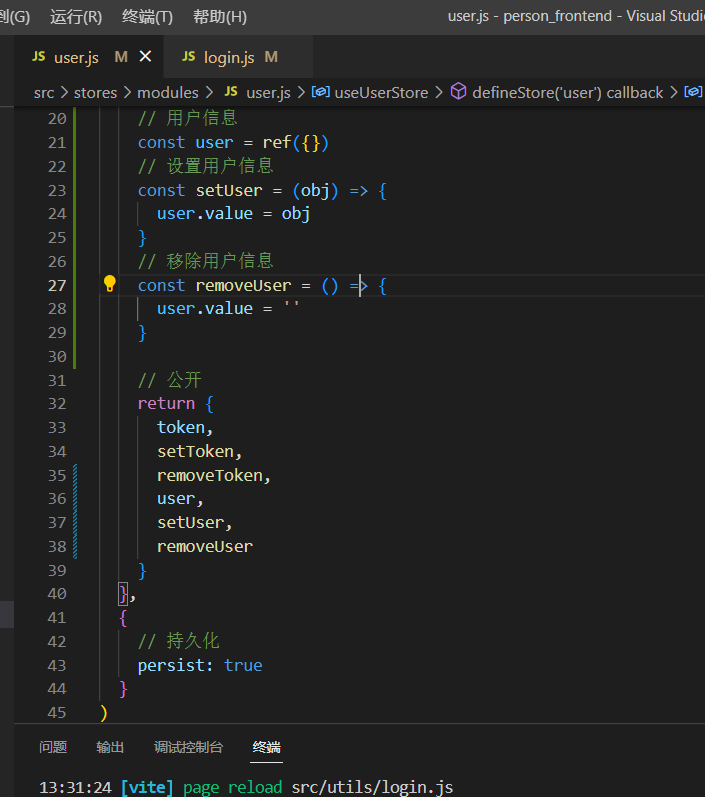 到(G) 运行(R) 终端(T) 帮助(H) user.js - person_frontend - Visual Studi
JS user.js M × JS login.js M
src > stores > modules > JS user.js > useUserStore > defineStore('user') callback >
20 // 用户信息
21 const user = ref({})
22 // 设置用户信息
23 const setUser = (obj) => {
24 user.value = obj
25 }
26 // 移除用户信息
27 const removeUser = () => {
28 user.value = ''
29 }
30
31 // 公开
32 return {
33 token,
34 setToken,
35 removeToken,
36 user,
37 setUser,
38 removeUser
39 }
40 },
41 {
42 // 持久化
43 persist: true
44 }
45 )
问题 输出 调试控制台 终端
13:31:24 [vite] page reload src/utils/login.js